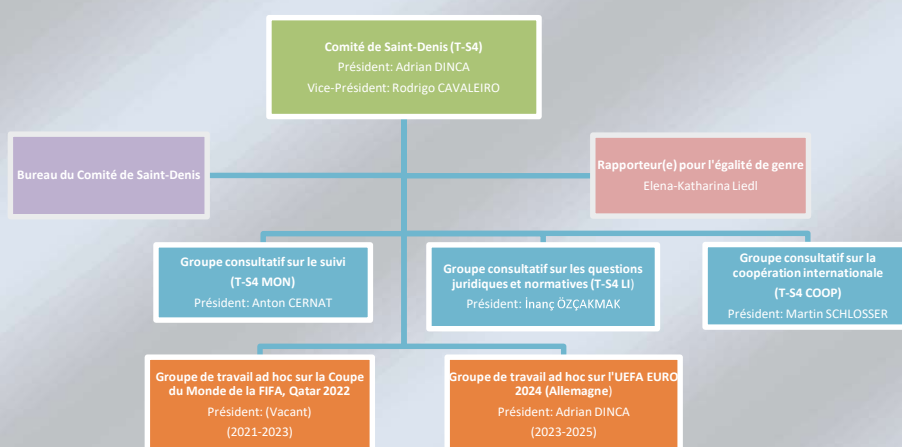 Comité de Saint-Denis (T-S4)
Président: Adrian DINCA
Vice-Président: Rodrigo CAVALEIRO
Bureau du Comité de Saint-Denis
Rapporteur(e) pour l'égalité de genre
Elena-Katharina Liedl
Groupe consultatif sur le suivi
(T-S4 MON)
Président: Anton CERNAT
Groupe consultatif sur les questions
juridiques et normatives (T-S4 LI)
Président: İnanç ÖZÇAKMAK
Groupe consultatif sur la
coopération internationale
(T-S4 COOP)
Président: Martin SCHLOSSER
Groupe de travail ad hoc sur la Coupe
du Monde de la FIFA, Qatar 2022
Président: (Vacant)
(2021-2023)
Groupe de travail ad hoc sur l'UEFA EURO
2024 (Allemagne)
Président: Adrian DINCA
(2023-2025)